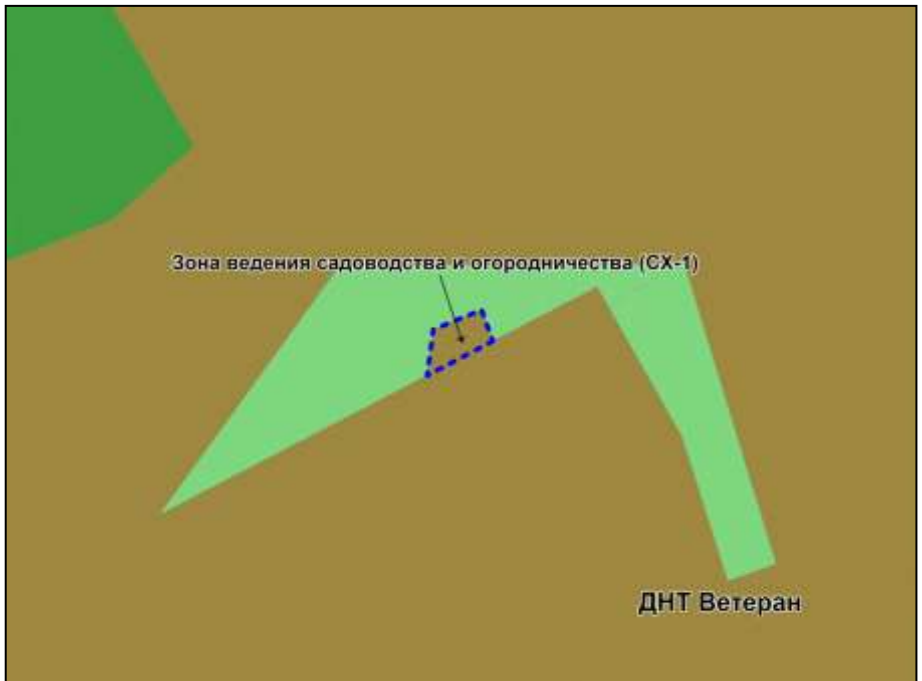 Зона ведения садоводства и огородничества (СХ-1)
ДНТ Ветеран